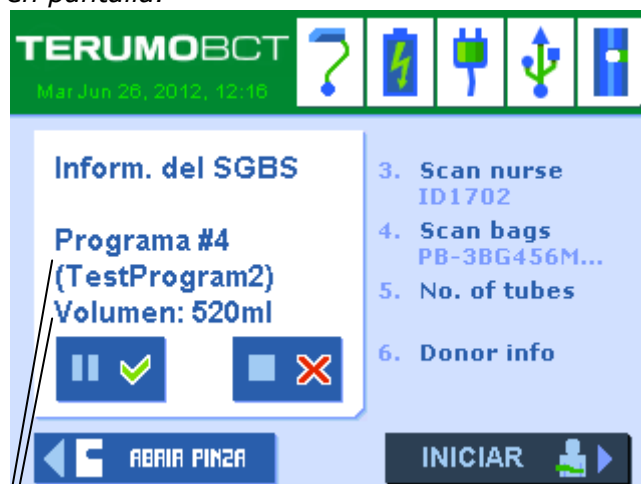 en pantalla.
TERUMOBCT
Mar Jun 26, 2012, 12:16
Inform. del SGBS
Programa #4
(TestProgram2)
Volumen: 520ml
3. Scan nurse
ID1702
4. Scan bags
PB-3BG456M...
5. No. of tubes
6. Donor info
ABRIR PINZA
INICIAR